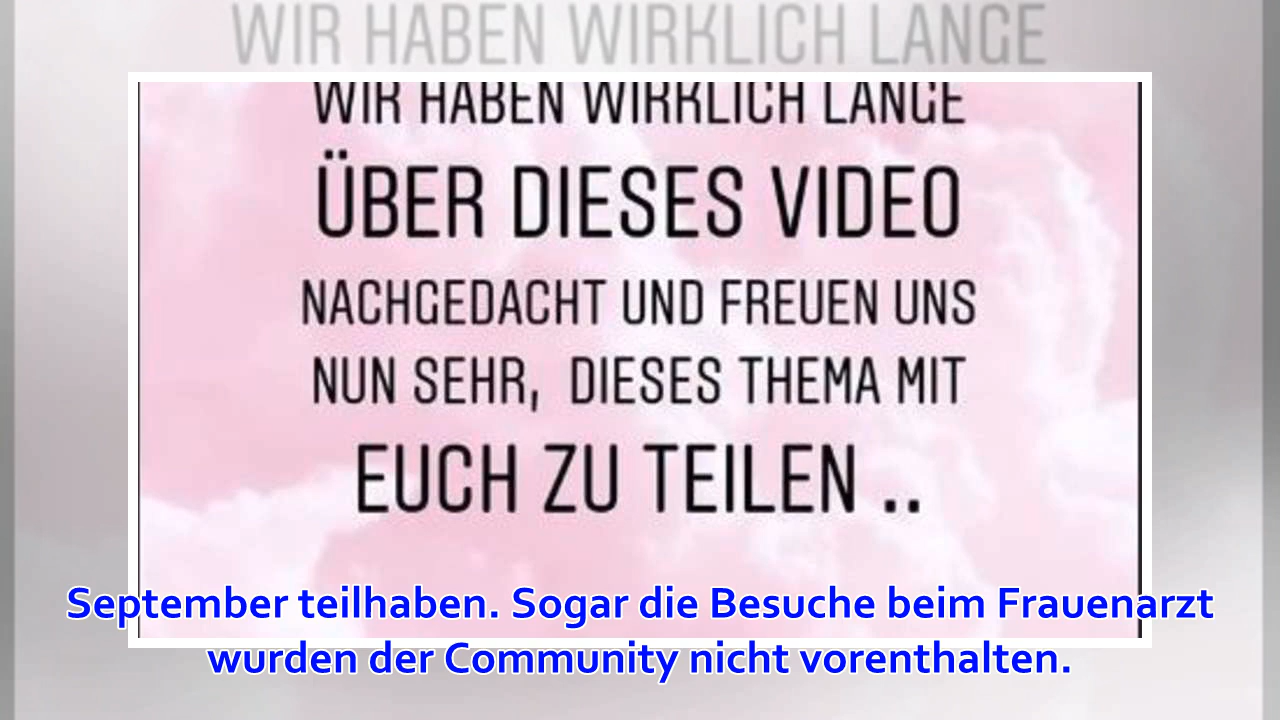 WIR HABEN WIRKLICH LANGE
WIR HABEN WIRKLICH LANGE
ÜBER DIESES VIDEO
NACHGEDACHT UND FREUEN UNS
NUN SEHR, DIESES THEMA MIT
EUCH ZU TEILEN ..
September teilhaben. Sogar die Besuche beim Frauenarzt
wurden der Community nicht vorenthalten.